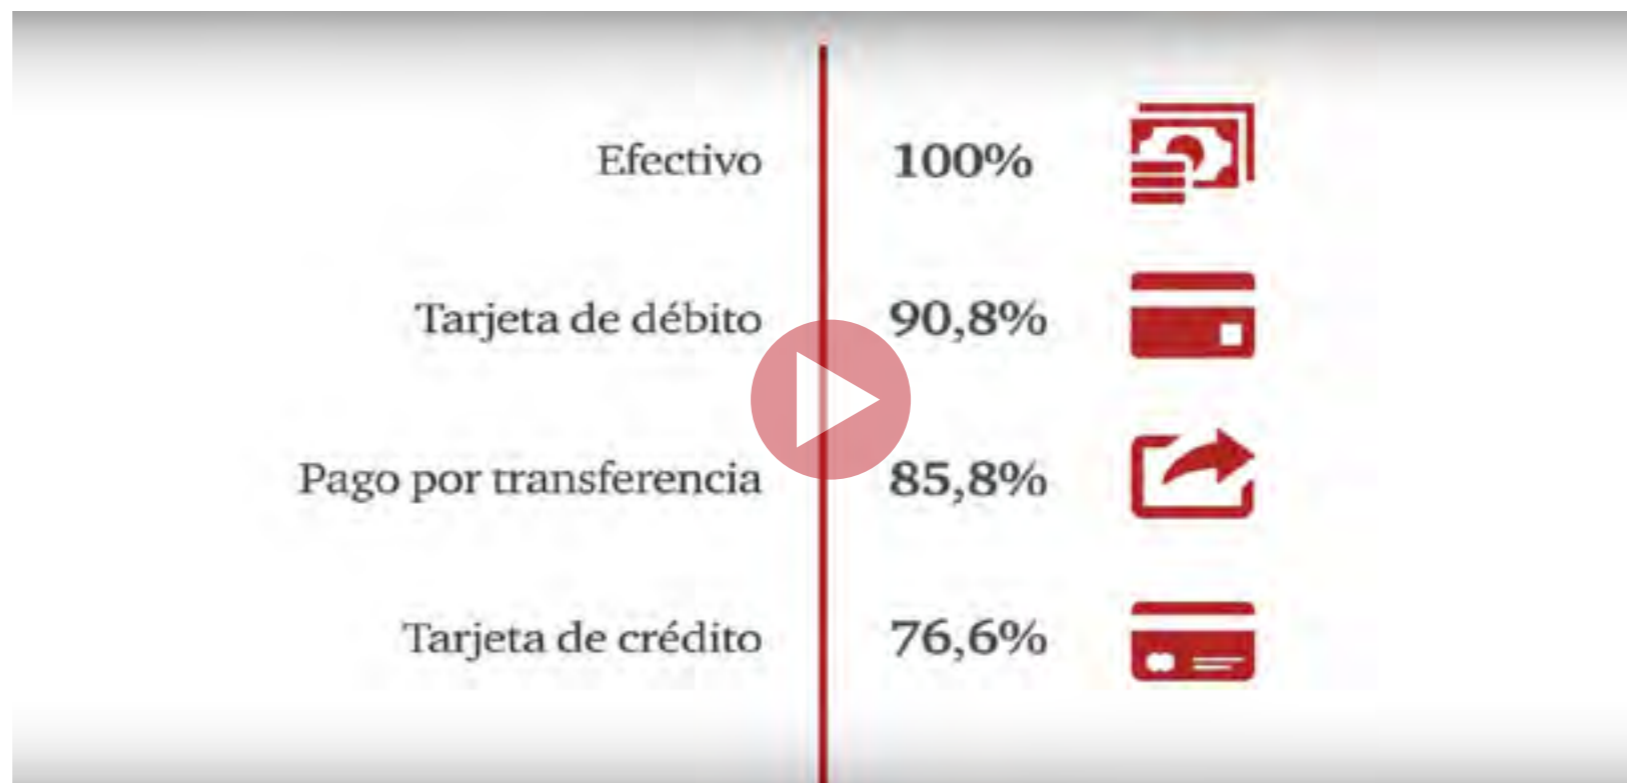 Efectivo 100%
Tarjeta de débito 90,8%
Pago por transferencia 85,8%
Tarjeta de crédito 76,6%